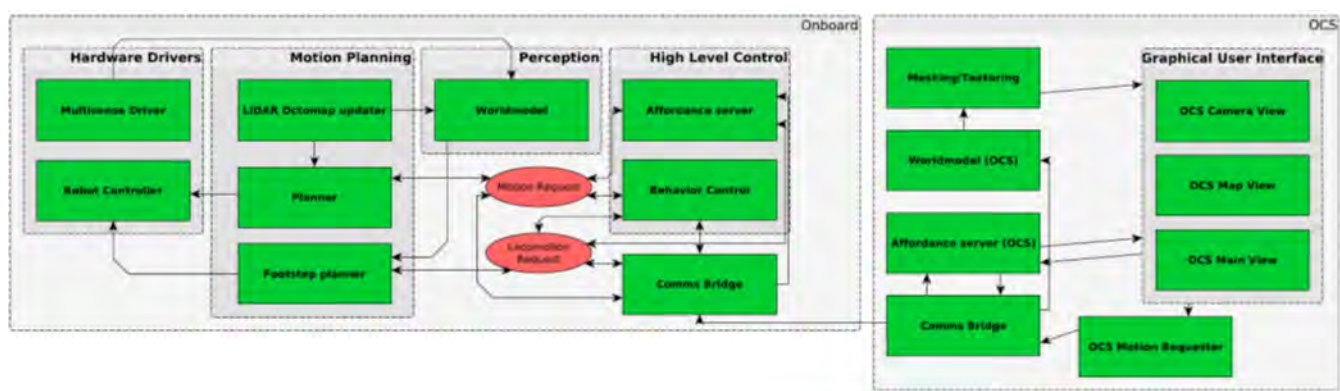 Onboard
OCS
Hardware Drivers
Motion Planning
Perception
High Level Control
Graphical User Interface
Multisense Driver
LIDAR Octomap updater
Worldmodel
Affordance server
Meshing/Texturing
OCS Camera View
Robot Controller
Planner
Motion Request
Behavior Control
Worldmodel (OCS)
OCS Map View
Footstep planner
Locomotion
Request
Comms Bridge
Affordance server (OCS)
OCS Main View
Comms Bridge
OCS Motion Requester